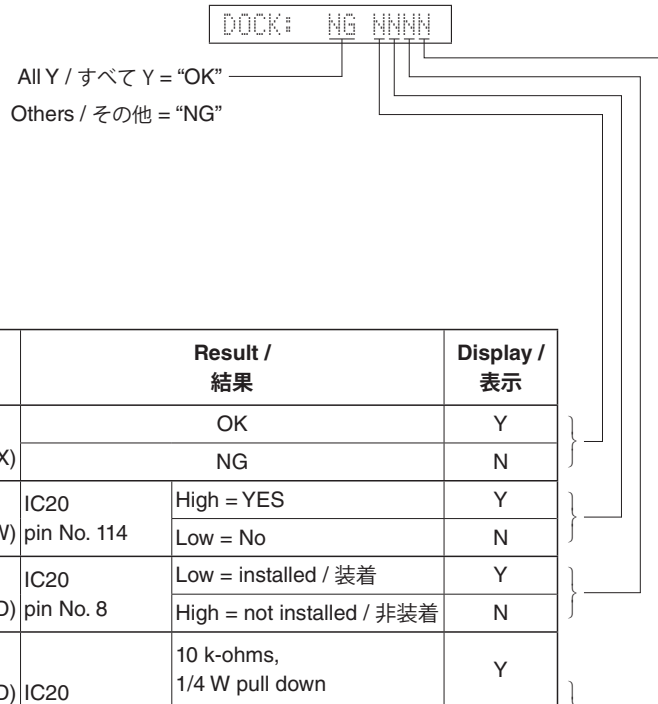 DOCK: NG NNNN
All Y / すべて Y = “OK”
Others / その他 = “NG”
Result / Display /
結果 表示
OK Y
X) NG N
IC20 High = YES Y
W) pin No. 114 Low = No N
IC20 Low = installed / 装着 Y
D) pin No. 8 High = not installed / 非装着 N
10 k-ohms,
1/4 W pull down Y
D) IC20